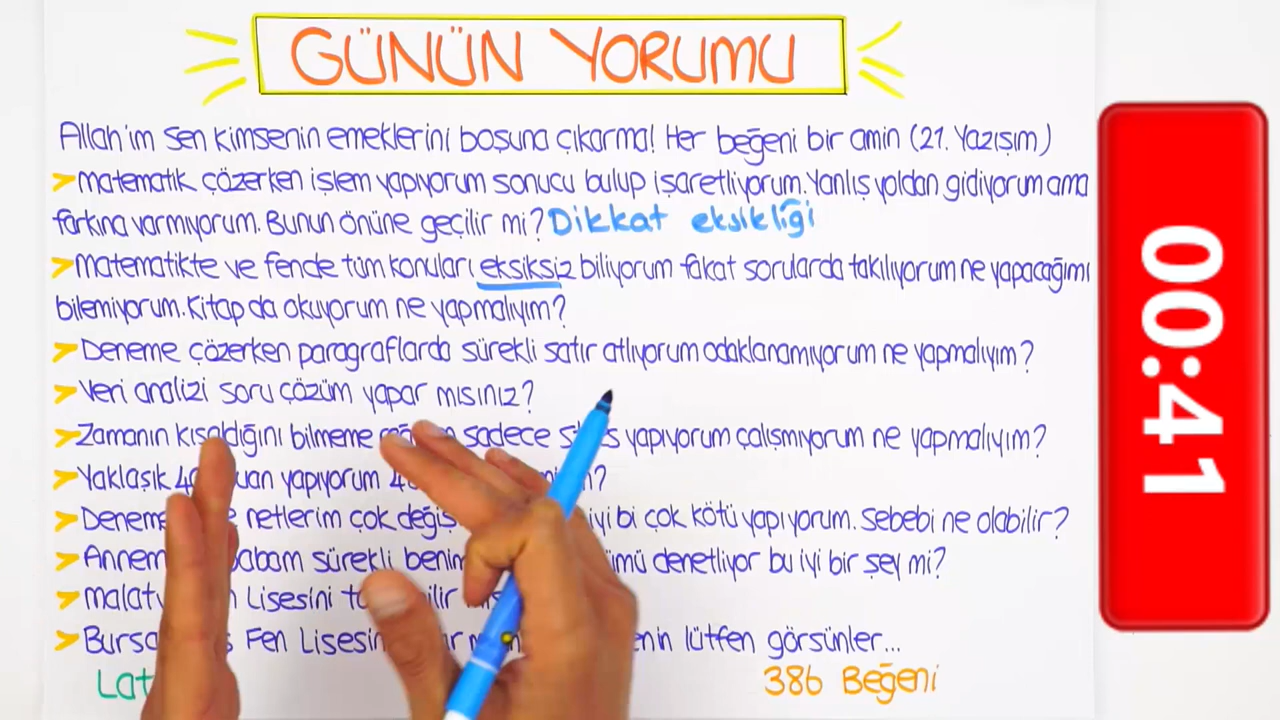 GÜNÜN YORUMU
Allah'ım sen kimsenin emeklerini boşuna çıkarma! Her beğeni bir amin (21. Yazışım)
➤Matematik çözerken işlem yapıyorum sonucu bulup işaretliyorum. Yanlış yoldan gidiyorum ama
farkına varmıyorum. Bunun önüne geçilir mi? Dikkat eksikliği
➤Matematikte ve fende tüm konuları eksiksiz biliyorum fakat sorularda takılıyorum ne yapacağımı
bilemiyorum. Kitap da okuyorum ne yapmalıyım?
➤Deneme çözerken paragraflarda sürekli satır atlıyorum odaklanamıyorum ne yapmalıyım?
➤Veri analizi soru çözüm yapar mısınız?
➤Zamanın kısaldığını bilmeme sadece yapıyorum çalışmıyorum ne yapmalıyım?
➤Yaklaşık yapıyorum
➤Deneme netlerim çok iyi bi çok kötü yapıyorum. Sebebi ne olabilir?
➤Annem babam sürekli benim denetliyor bu iyi bir şey mi?
➤Lisesini
➤Bursa Fen lütfen görsünler...
386 Beğeni
00:41